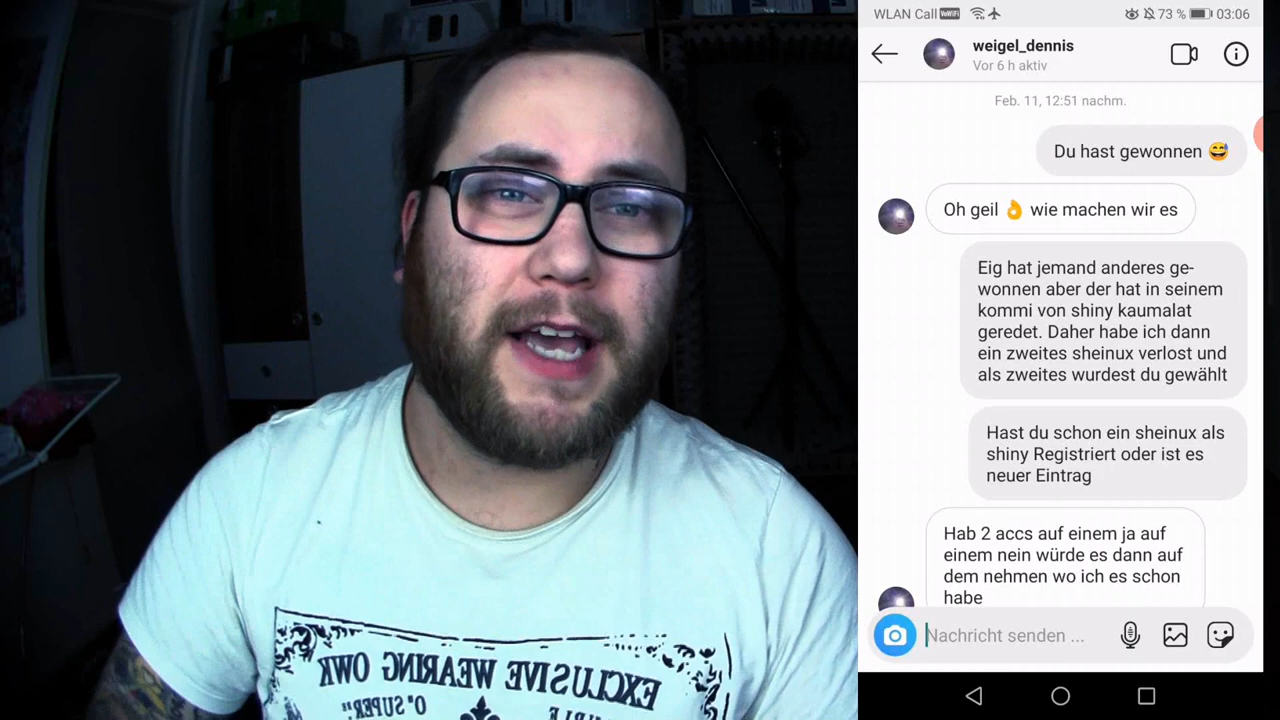 WLAN Call VoWiFi 73 % 03:06
weigel_dennis
Vor 6 h aktiv
Feb. 11, 12:51 nachm.
Du hast gewonnen 😅
Oh geil 👌 wie machen wir es
Eig hat jemand anderes ge-
wonnen aber der hat in seinem
kommi von shiny kaumalat
geredet. Daher habe ich dann
ein zweites sheinux verlost und
als zweites wurdest du gewählt
Hast du schon ein sheinux als
shiny Registriert oder ist es
neuer Eintrag
Hab 2 accs auf einem ja auf
einem nein würde es dann auf
dem nehmen wo ich es schon
habe
Nachricht senden ...
EXCLUSIVE WEARING OWK
O"SUPER"